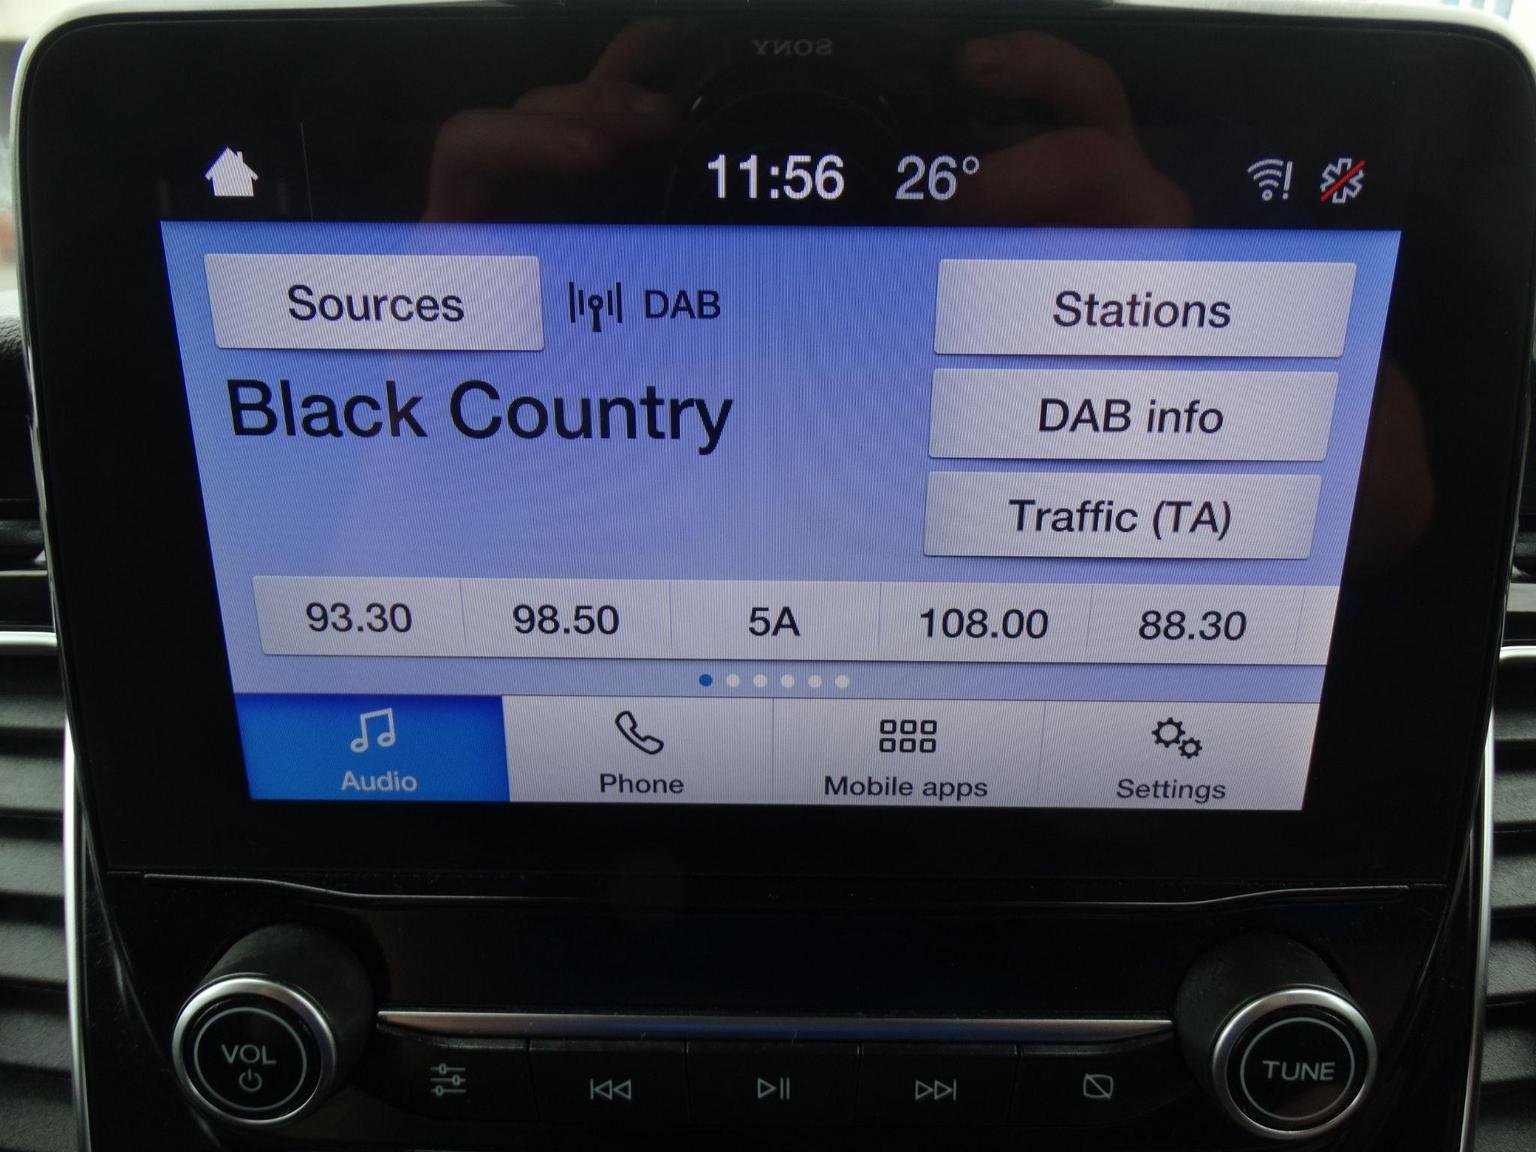 SONY
11:56 26°
Sources DAB Stations
Black Country
DAB info
Traffic (TA)
93.30 98.50 5A 108.00 88.30
Audio Phone Mobile apps Settings
VOL TUNE